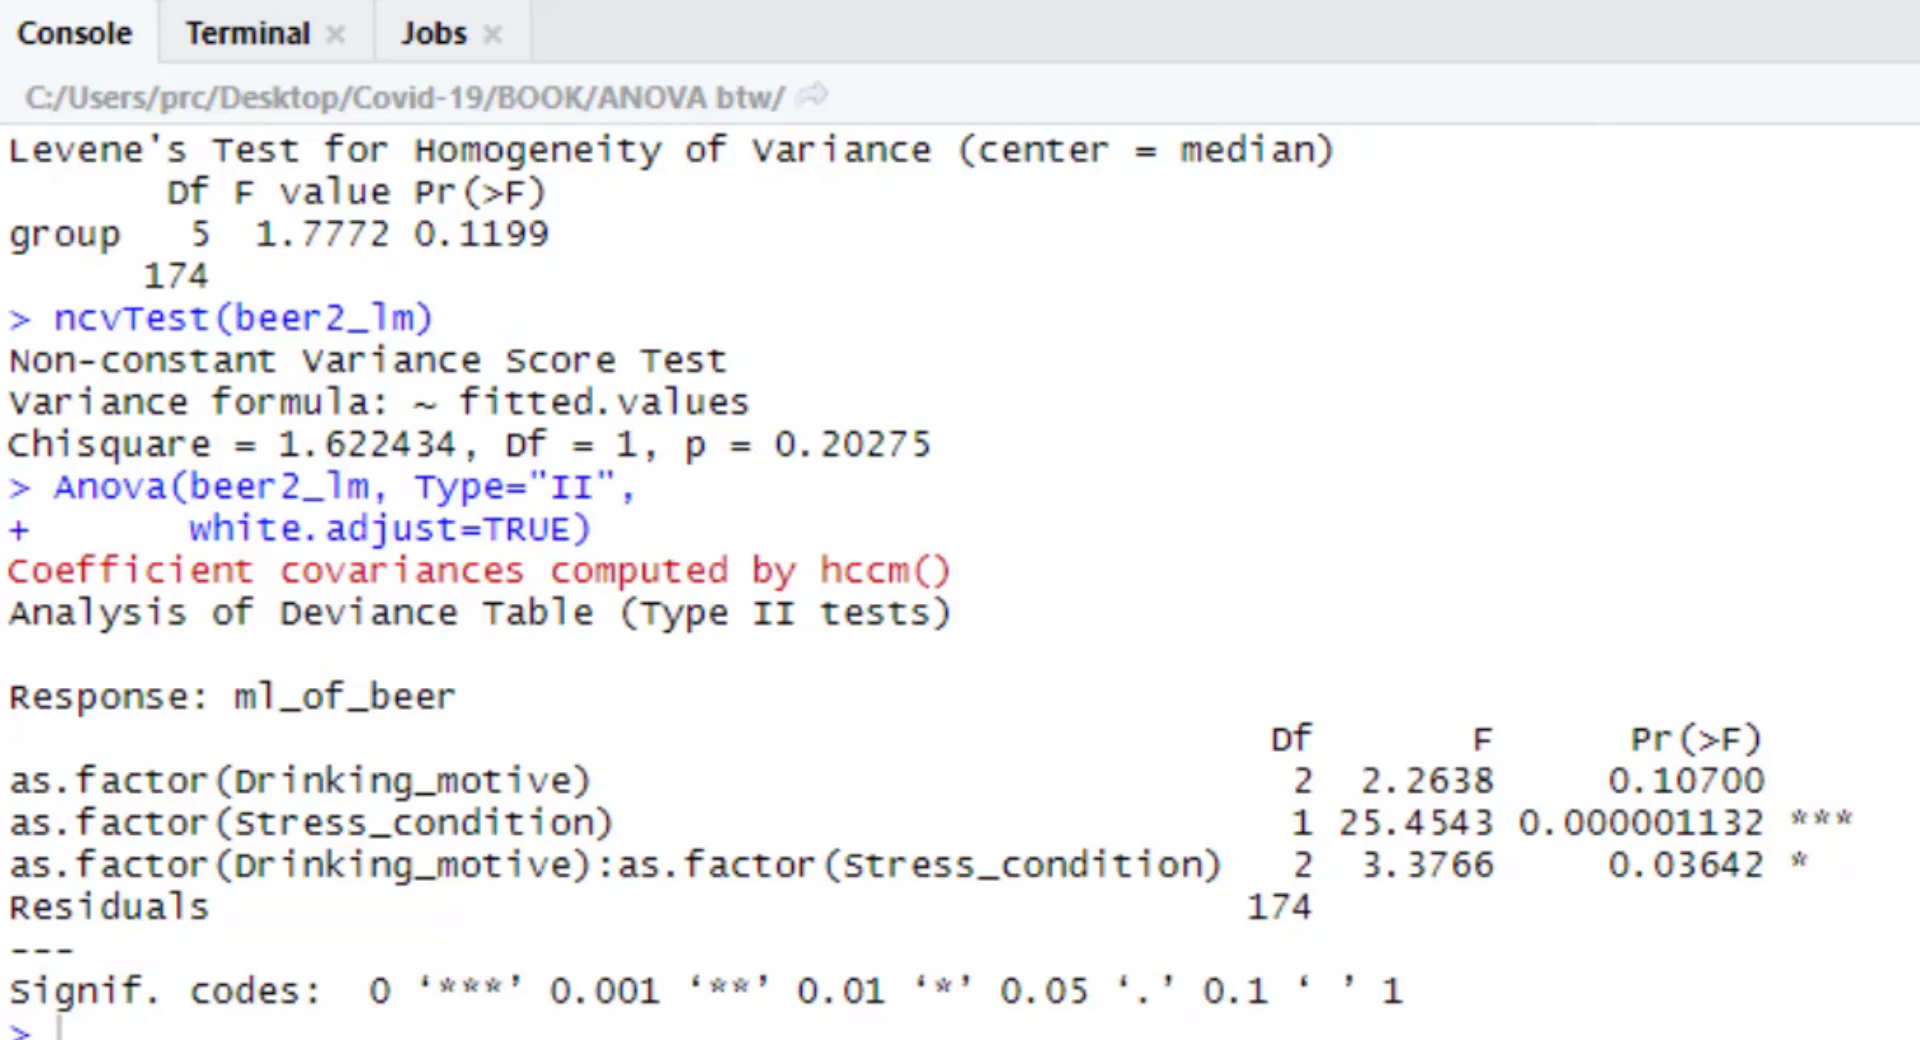 Console Terminal Jobs
C:/Users/prc/Desktop/Covid-19/BOOK/ANOVA btw/
Levene's Test for Homogeneity of Variance (center = median)
Df F value Pr(>F)
group 5 1.7772 0.1199
174
> ncvTest(beer2_lm)
Non-constant Variance Score Test
Variance formula: ~ fitted.values
Chisquare = 1.622434, Df = 1, p = 0.20275
> Anova(beer2_lm, Type="II",
+ white.adjust=TRUE)
Coefficient covariances computed by hccm()
Analysis of Deviance Table (Type II tests)
Response: ml_of_beer
Df F Pr(>F)
as.factor(Drinking_motive) 2 2.2638 0.10700
as.factor(Stress_condition) 1 25.4543 0.000001132 ***
as.factor(Drinking_motive):as.factor(Stress_condition) 2 3.3766 0.03642 *
Residuals 174
---
Signif. codes: 0 ‘***’ 0.001 ‘**’ 0.01 ‘*’ 0.05 ‘.’ 0.1 ‘ ’ 1
>